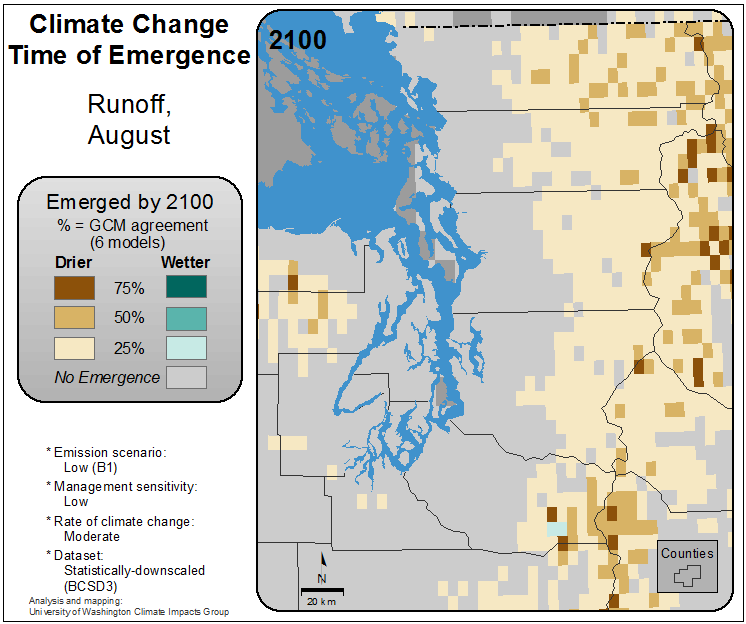 Climate Change
Time of Emergence
Runoff,
August
Emerged by 2100
% = GCM agreement
(6 models)
Drier Wetter
75%
50%
25%
No Emergence
* Emission scenario:
Low (B1)
* Management sensitivity:
Low
* Rate of climate change:
Moderate
* Dataset:
Statistically-downscaled
(BCSD3)
Analysis and mapping:
University of Washington Climate Impacts Group
2100
N
20 km
Counties